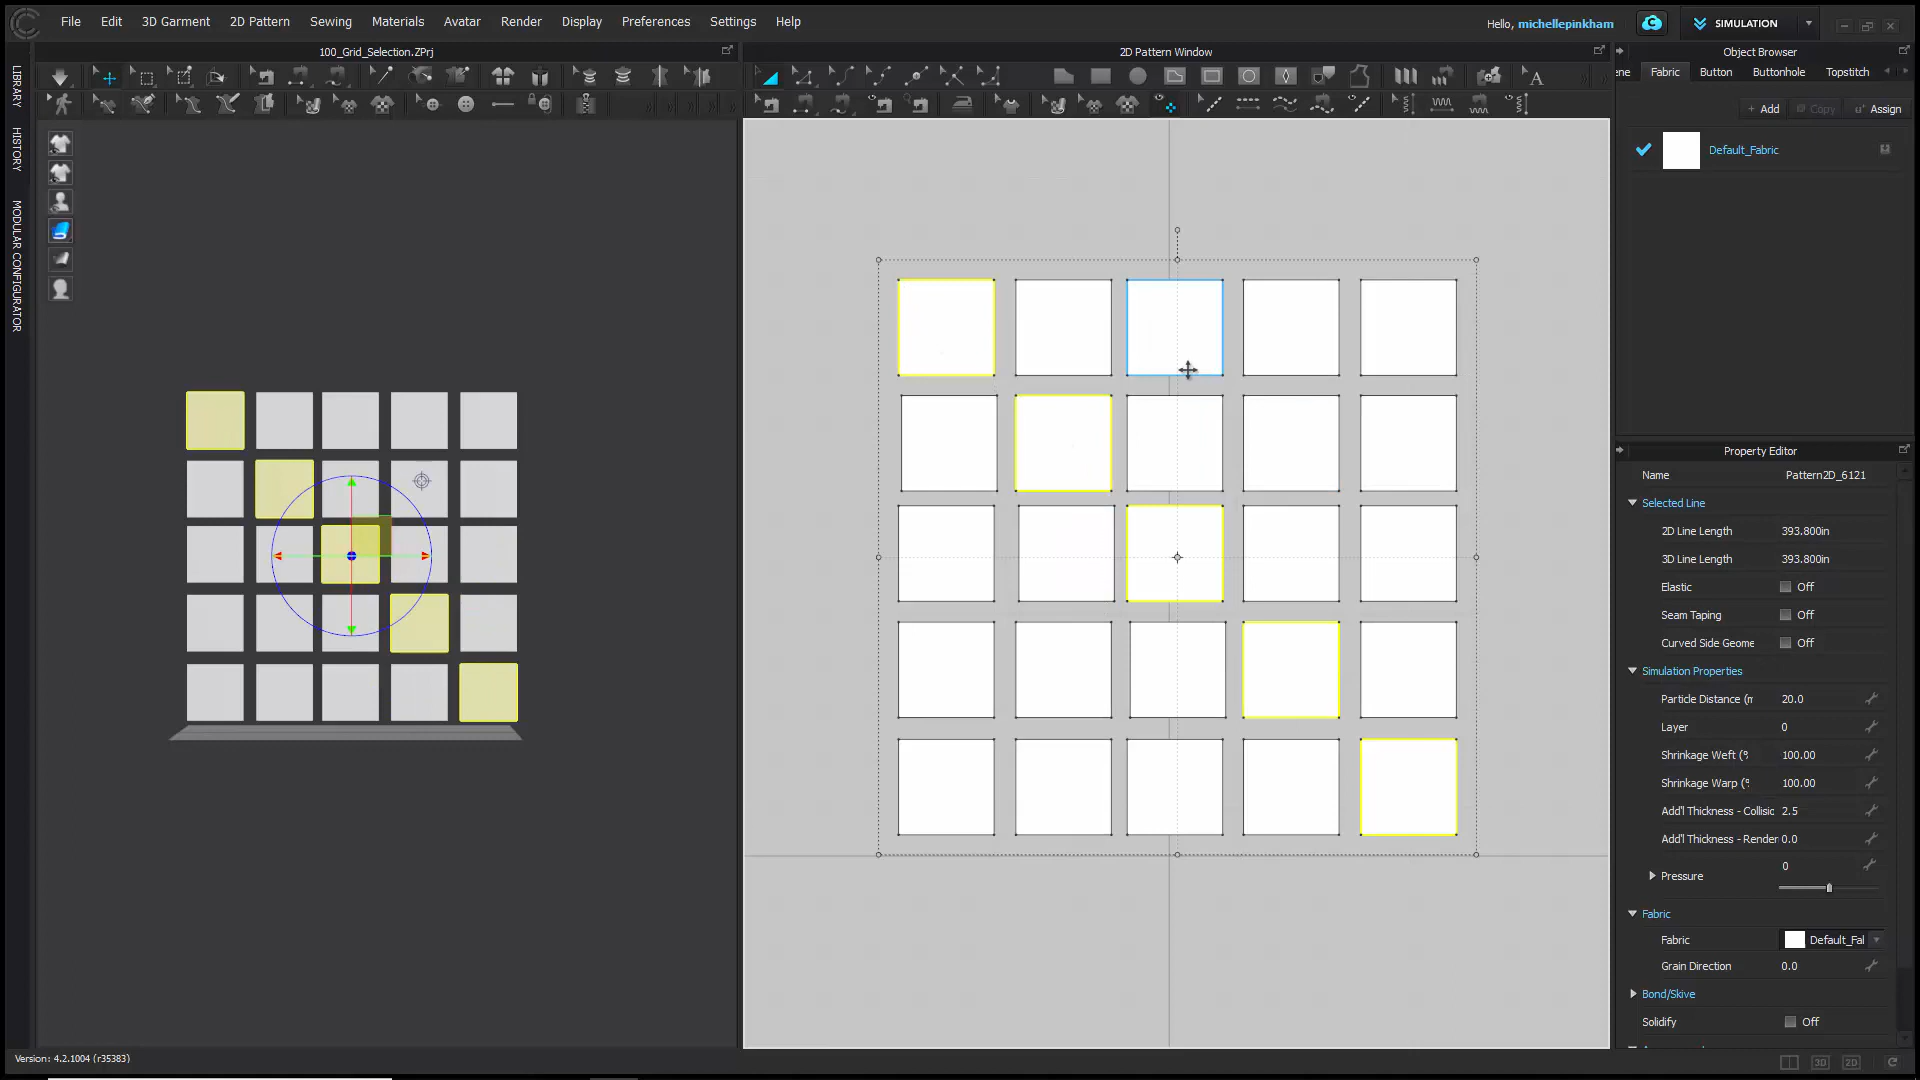 File Edit 3D Garment 2D Pattern Sewing Materials Avatar Render Display Preferences Settings Help
Hello, michellepinkham
SIMULATION
100_Grid_Selection.ZPrj
2D Pattern Window
Object Browser
ene Fabric Button Buttonhole Topstitch
+ Add Copy Assign
Default_Fabric
LIBRARY
HISTORY
MODULAR CONFIGURATOR
Property Editor
Name Pattern2D_6121
Selected Line
2D Line Length 393.800in
3D Line Length 393.800in
Elastic Off
Seam Taping Off
Curved Side Geome Off
Simulation Properties
Particle Distance (m 20.0
Layer 0
Shrinkage Weft (% 100.00
Shrinkage Warp (% 100.00
Add'l Thickness - Collisic 2.5
Add'l Thickness - Render 0.0
Pressure 0
Fabric
Fabric Default_Fal
Grain Direction 0.0
Bond/Skive
Solidify Off
Version: 4.2.1004 (r35383)
3D 2D